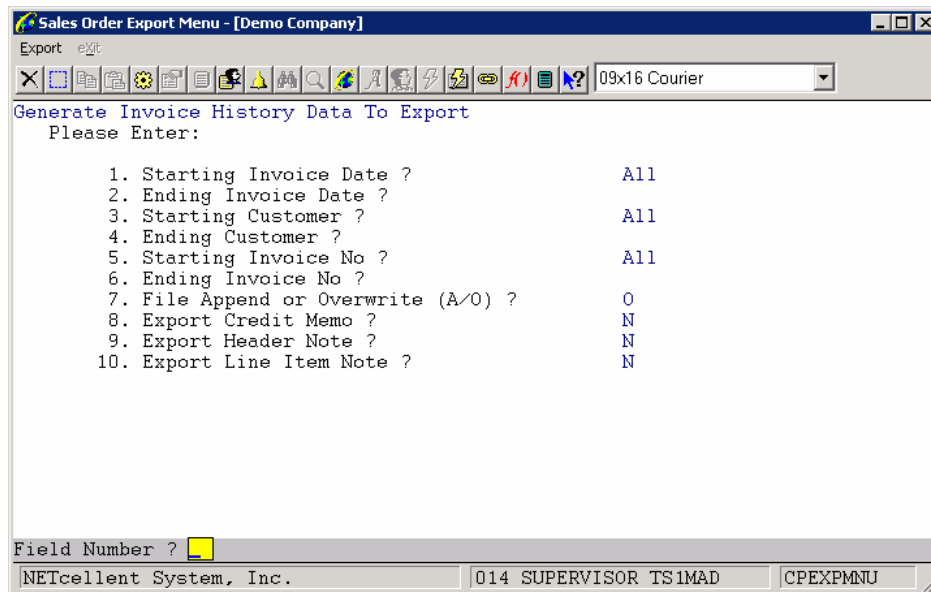 Sales Order Export Menu - [Demo Company]
Export eXit
09x16 Courier
Generate Invoice History Data To Export
Please Enter:
1. Starting Invoice Date ? All
2. Ending Invoice Date ?
3. Starting Customer ? All
4. Ending Customer ?
5. Starting Invoice No ? All
6. Ending Invoice No ?
7. File Append or Overwrite (A/O) ? O
8. Export Credit Memo ? N
9. Export Header Note ? N
10. Export Line Item Note ? N
Field Number ?
NETcellent System, Inc. 014 SUPERVISOR TS1MAD CPEXPMNU